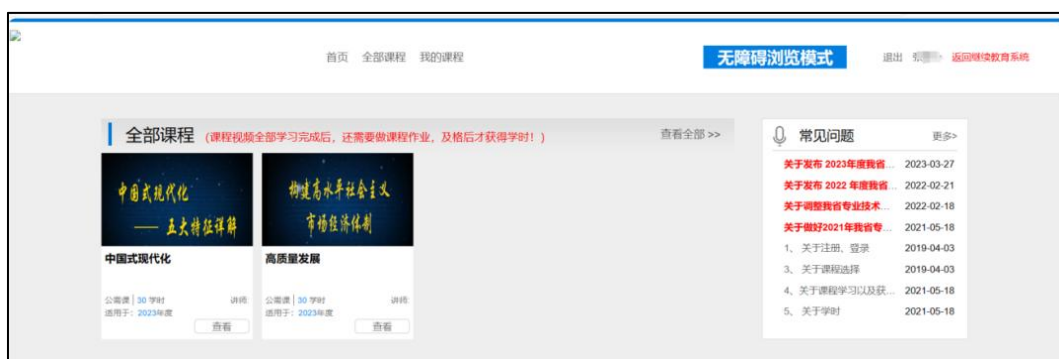 首页 全部课程 我的课程
无障碍浏览模式
退出 张 返回继续教育系统
全部课程 (课程视频全部学习完成后，还需要做课程作业，及格后才获得学时！)
查看全部 >>
中国式现代化
—— 五大特征详解
中国式现代化
公需课 | 30 学时 讲师:
适用于：2023年度
查看
构建高水平社会主义
市场经济体制
高质量发展
公需课 | 30 学时 讲师:
适用于：2023年度
查看
常见问题 更多>
关于发布 2023年度我省... 2023-03-27
关于发布 2022 年度我省... 2022-02-21
关于调整我省专业技术... 2022-02-18
关于做好2021年我省专... 2021-05-18
1、 关于注册、登录 2019-04-03
3、 关于课程选择 2019-04-03
4、关于课程学习以及获... 2021-05-18
5、 关于学时 2021-05-18